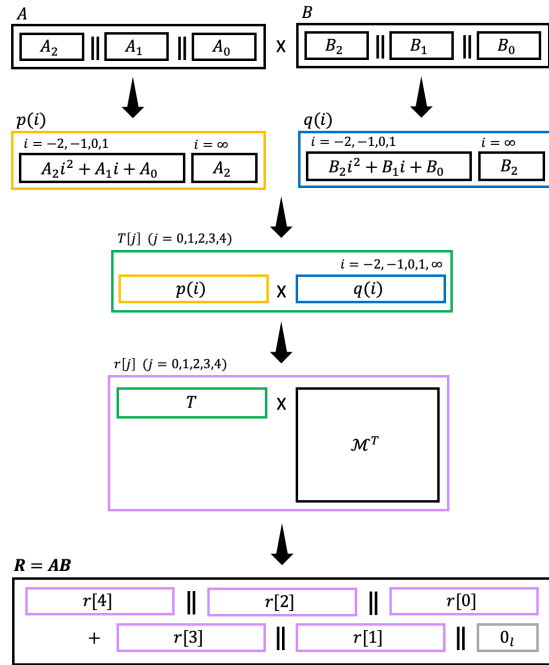 A B
A₂ ‖ A₁ ‖ A₀ × B₂ ‖ B₁ ‖ B₀
p(i) q(i)
i = −2, −1,0,1 i = ∞ i = −2, −1,0,1 i = ∞
A₂i² + A₁i + A₀ A₂ B₂i² + B₁i + B₀ B₂
T[j] (j = 0,1,2,3,4)
i = −2, −1,0,1, ∞
p(i) × q(i)
r[j] (j = 0,1,2,3,4)
T × ℳᵀ
R = AB
r[4] ‖ r[2] ‖ r[0]
+ r[3] ‖ r[1] ‖ 0ₗ